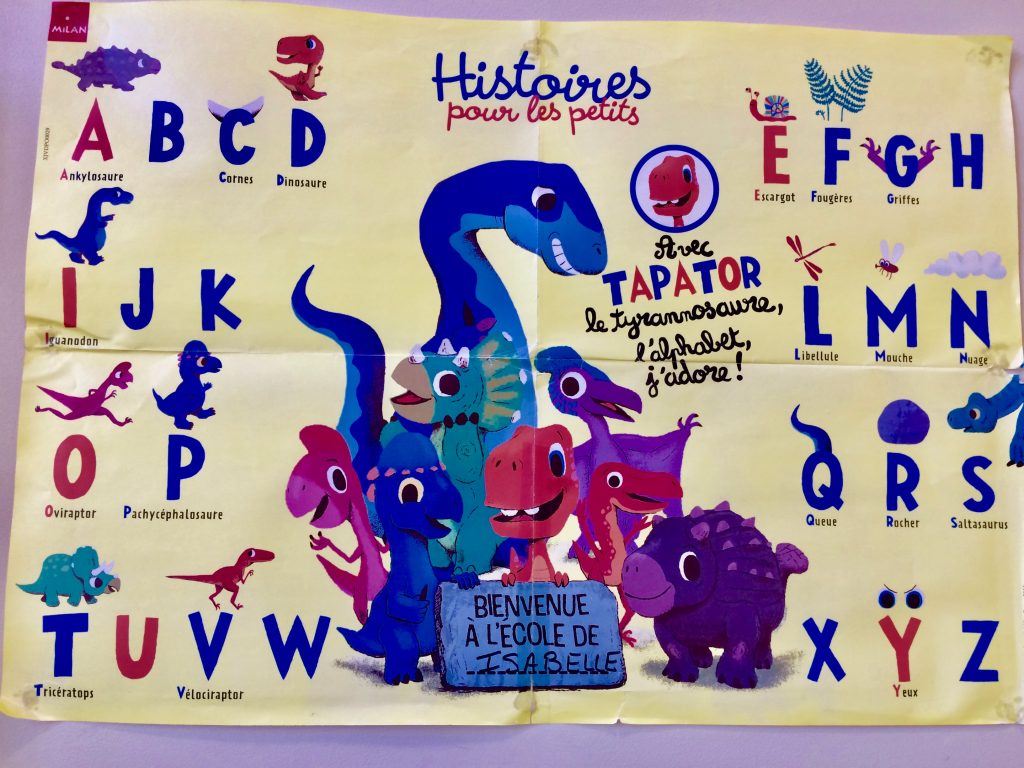 MiLAN
Histoires
pour les petits
A B C D
Ankylosaure Cornes Dinosaure
E F G H
Escargot Fougères Griffes
Avec
TAPATOR
le tyrannosaure,
l'alphabet,
j'adore !
I J K
Iguanodon
L M N
Libellule Mouche Nuage
O P
Oviraptor Pachycéphalosaure
Q R S
Queue Rocher Saltasaurus
T U V W
Tricératops Vélociraptor
X Y Z
Yeux
BIENVENUE
À L'ÉCOLE DE
ISABELLE